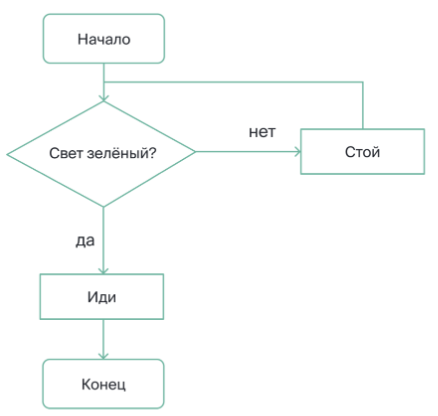 Начало
Свет зелёный?
нет
Стой
да
Иди
Конец